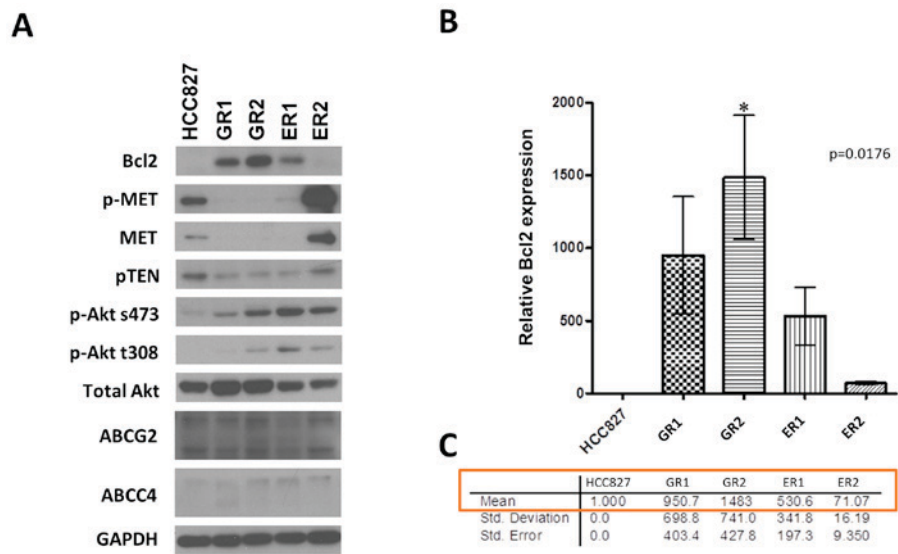 A
HCC827
GR1
GR2
ER1
ER2
Bcl2
p-MET
MET
pTEN
p-Akt s473
p-Akt t308
Total Akt
ABCG2
ABCC4
GAPDH
B
Relative Bcl2 expression
2000
1500
1000
500
0
*
p=0.0176
HCC827
GR1
GR2
ER1
ER2
C
HCC827 GR1 GR2 ER1 ER2
Mean 1.000 950.7 1483 530.6 71.07
Std. Deviation 0.0 698.8 741.0 341.8 16.19
Std. Error 0.0 403.4 427.8 197.3 9.350